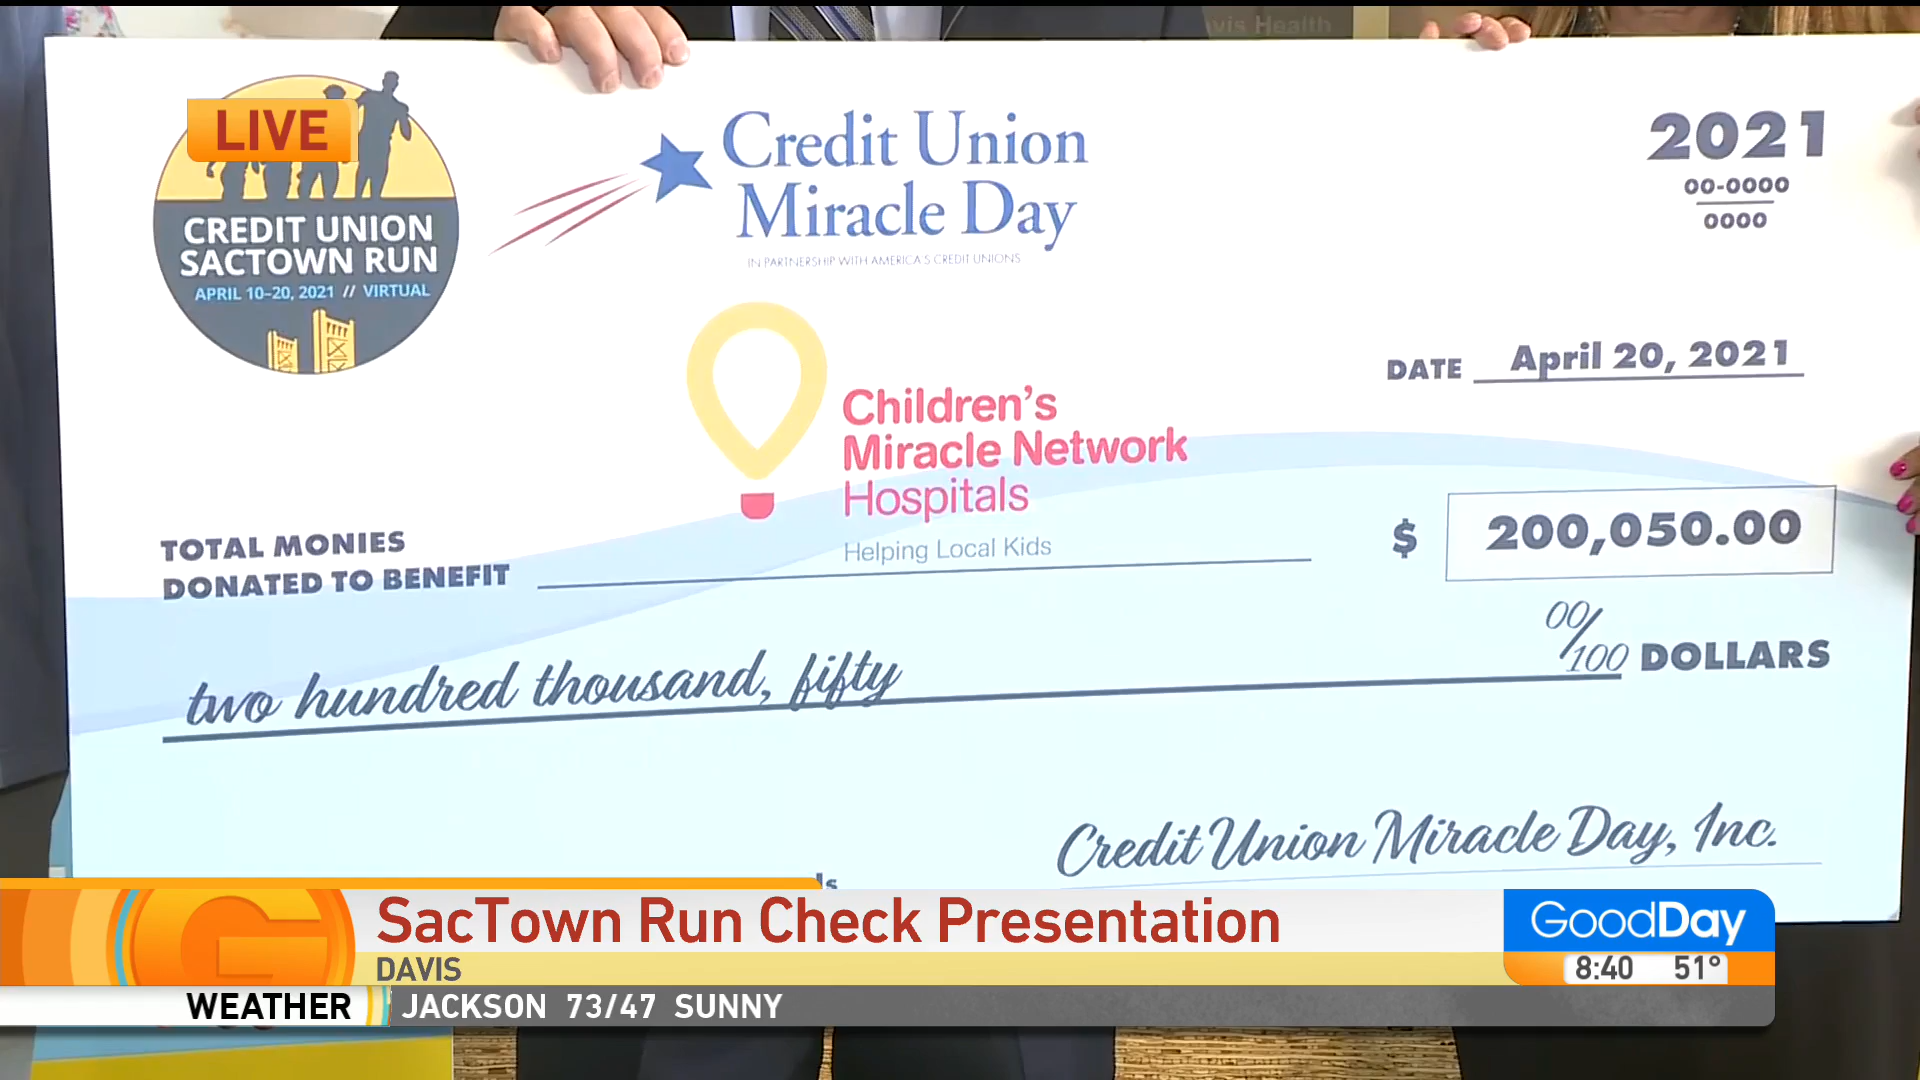 vis Health
LIVE
CREDIT UNION
SACTOWN RUN
APRIL 10-20, 2021 // VIRTUAL
Credit Union
Miracle Day
IN PARTNERSHIP WITH AMERICA'S CREDIT UNIONS
2021
00-0000
0000
DATE April 20, 2021
Children's
Miracle Network
Hospitals
Helping Local Kids
TOTAL MONIES
DONATED TO BENEFIT
$ 200,050.00
two hundred thousand, fifty 00/100 DOLLARS
Credit Union Miracle Day, Inc.
SacTown Run Check Presentation
DAVIS
GoodDay
8:40 51°
WEATHER JACKSON 73/47 SUNNY